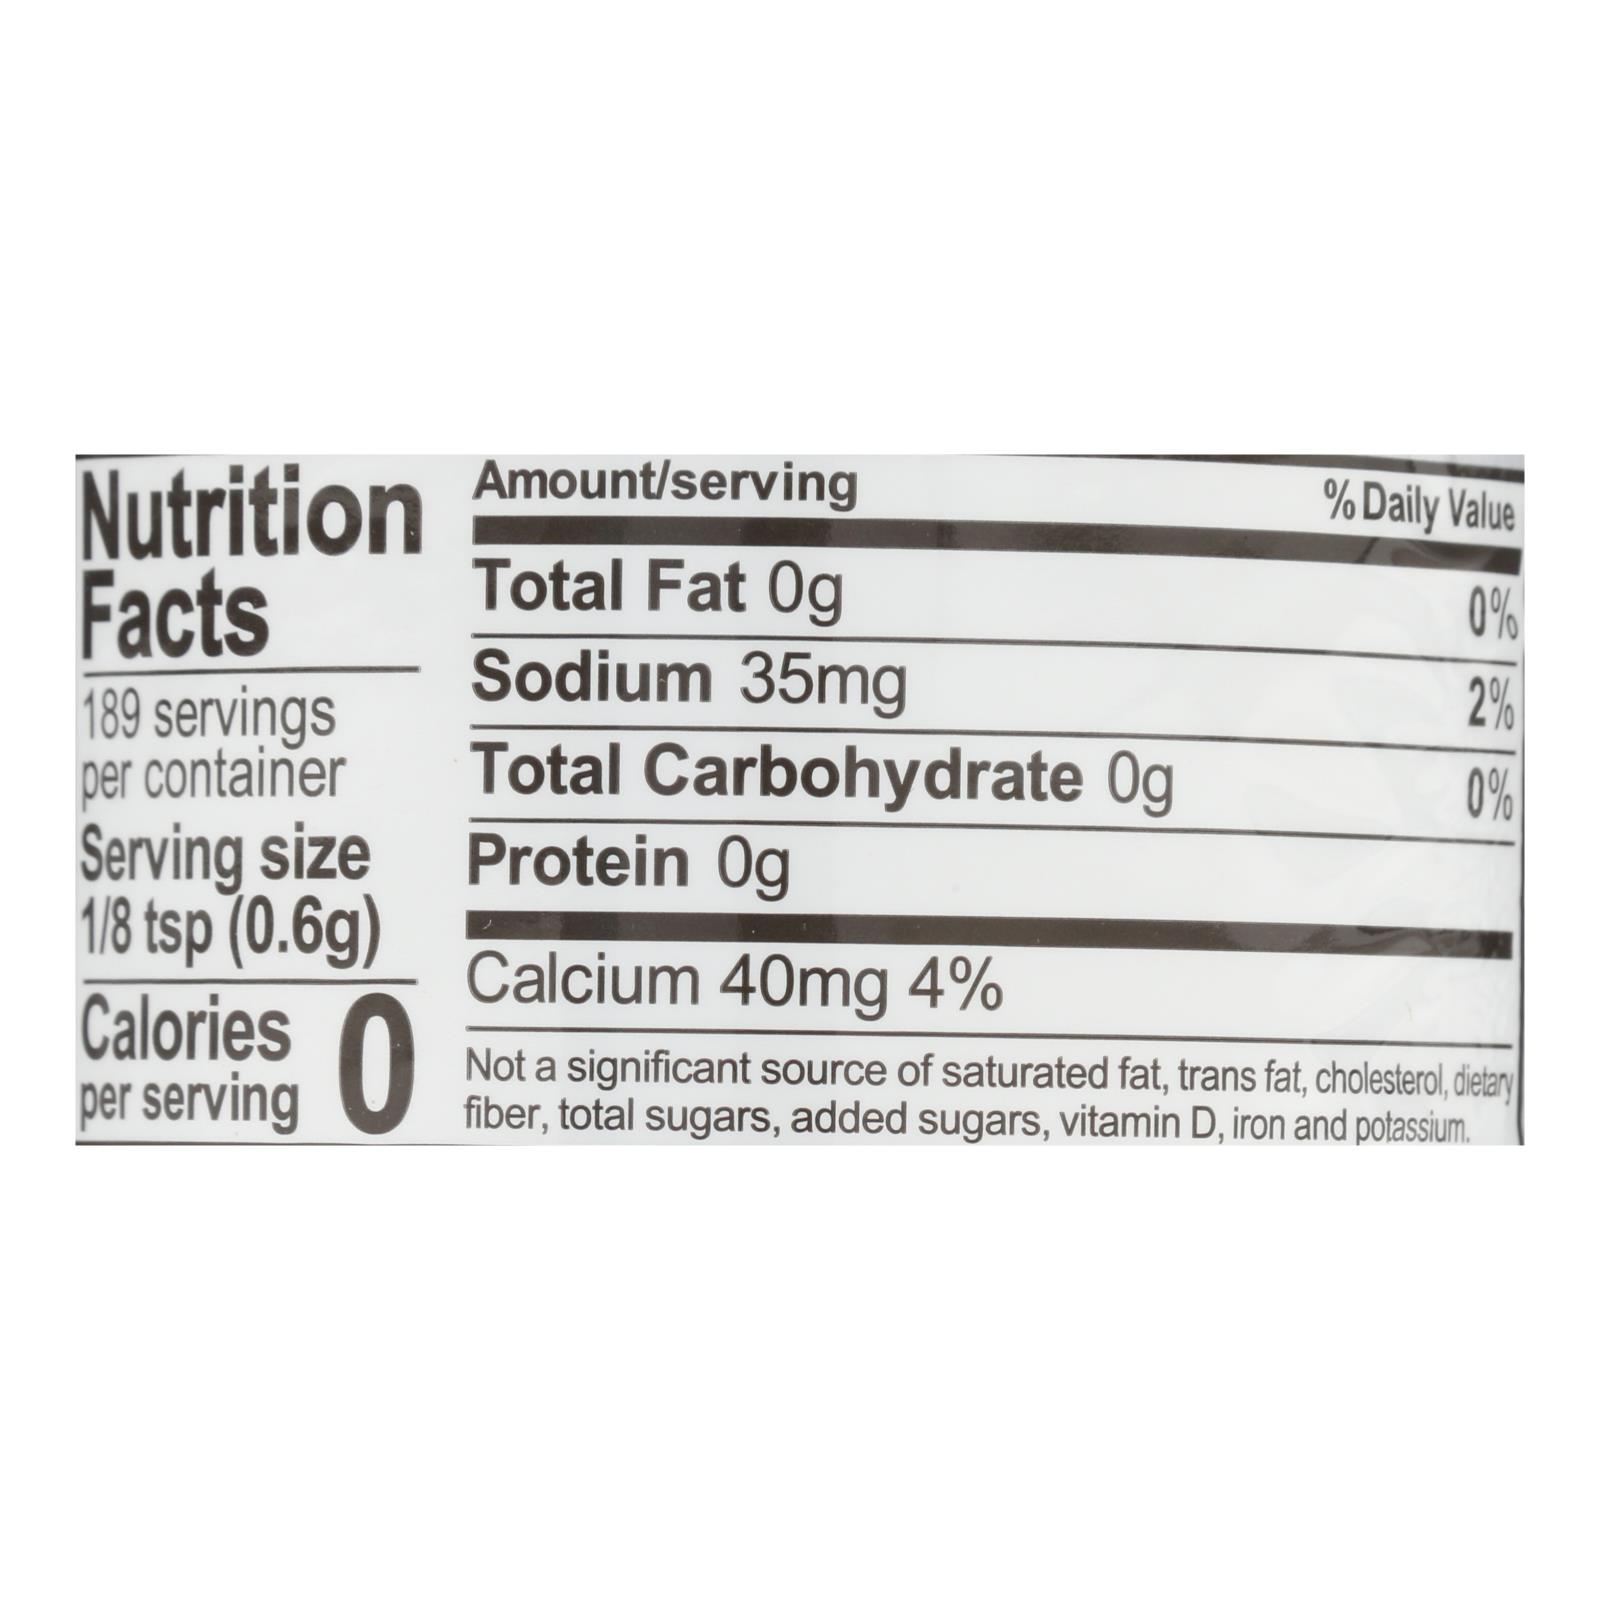 Nutrition
Facts
189 servings
per container
Serving size
1/8 tsp (0.6g)
Calories
per serving
0
Amount/serving
% Daily Value
Total Fat 0g 0%
Sodium 35mg 2%
Total Carbohydrate 0g 0%
Protein 0g
Calcium 40mg 4%
Not a significant source of saturated fat, trans fat, cholesterol, dietary
fiber, total sugars, added sugars, vitamin D, iron and potassium.